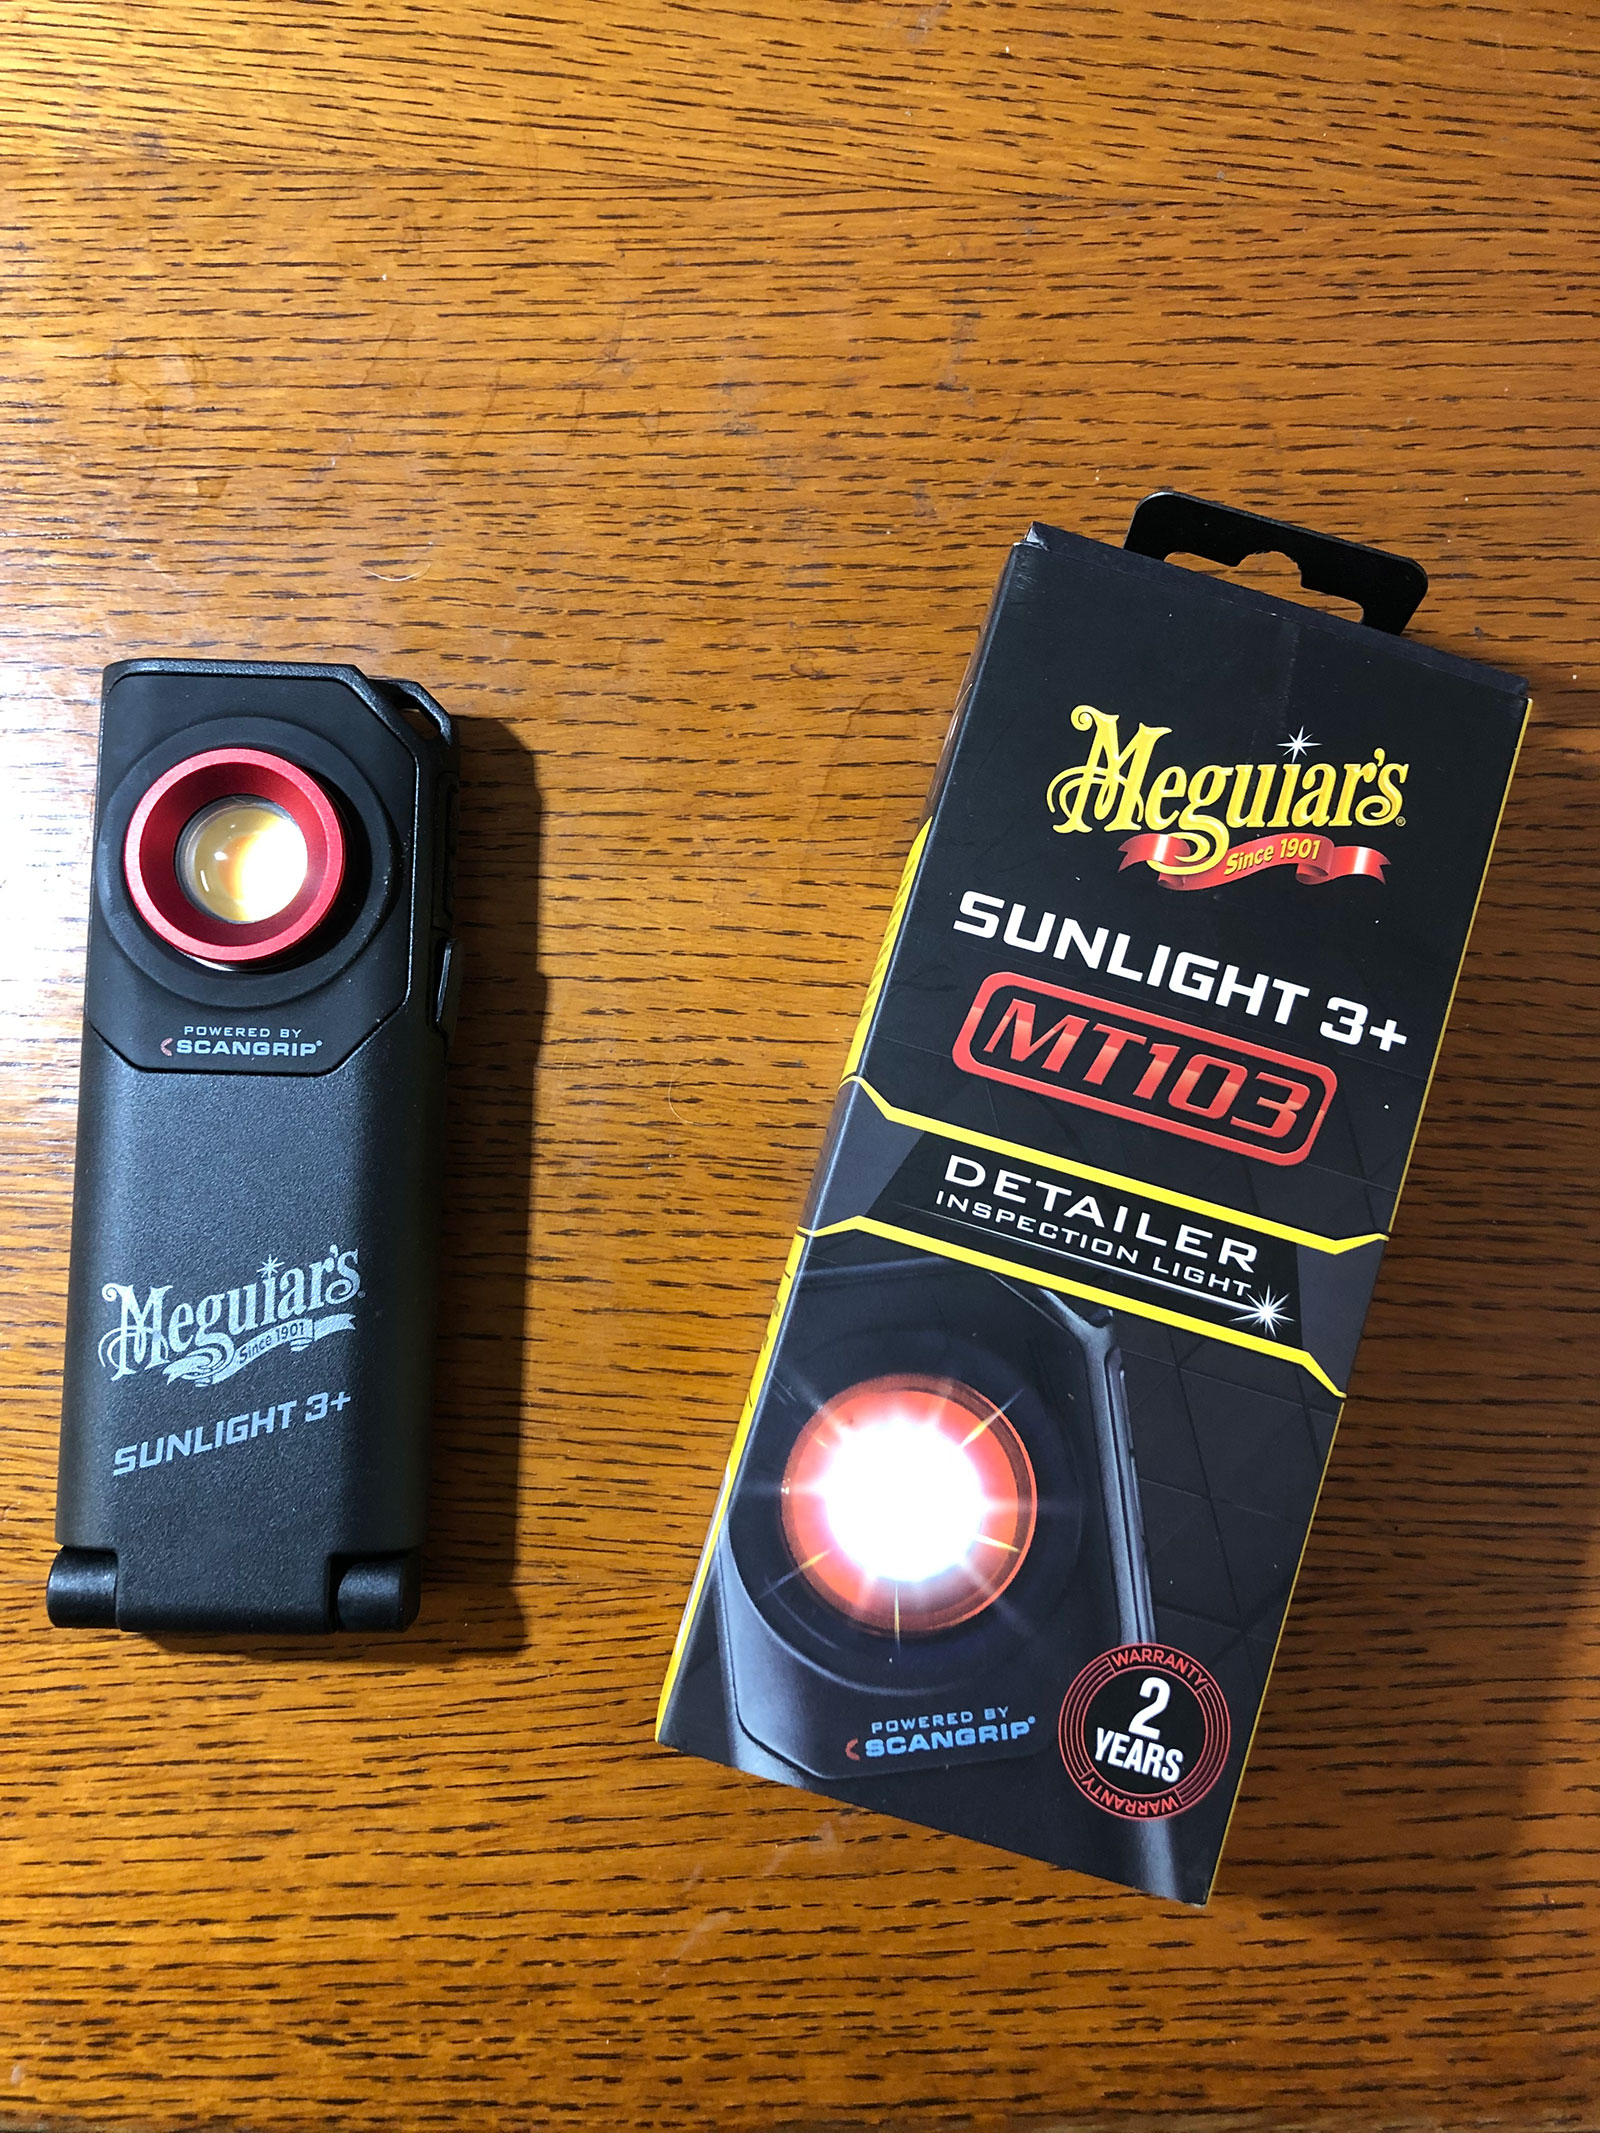 POWERED BY
SCANGRIP®
Meguiar's®
Since 1901
SUNLIGHT 3+
Meguiar's®
Since 1901
SUNLIGHT 3+
MT103
DETAILER
INSPECTION LIGHT
POWERED BY
SCANGRIP®
WARRANTY
2
YEARS
WARRANTY